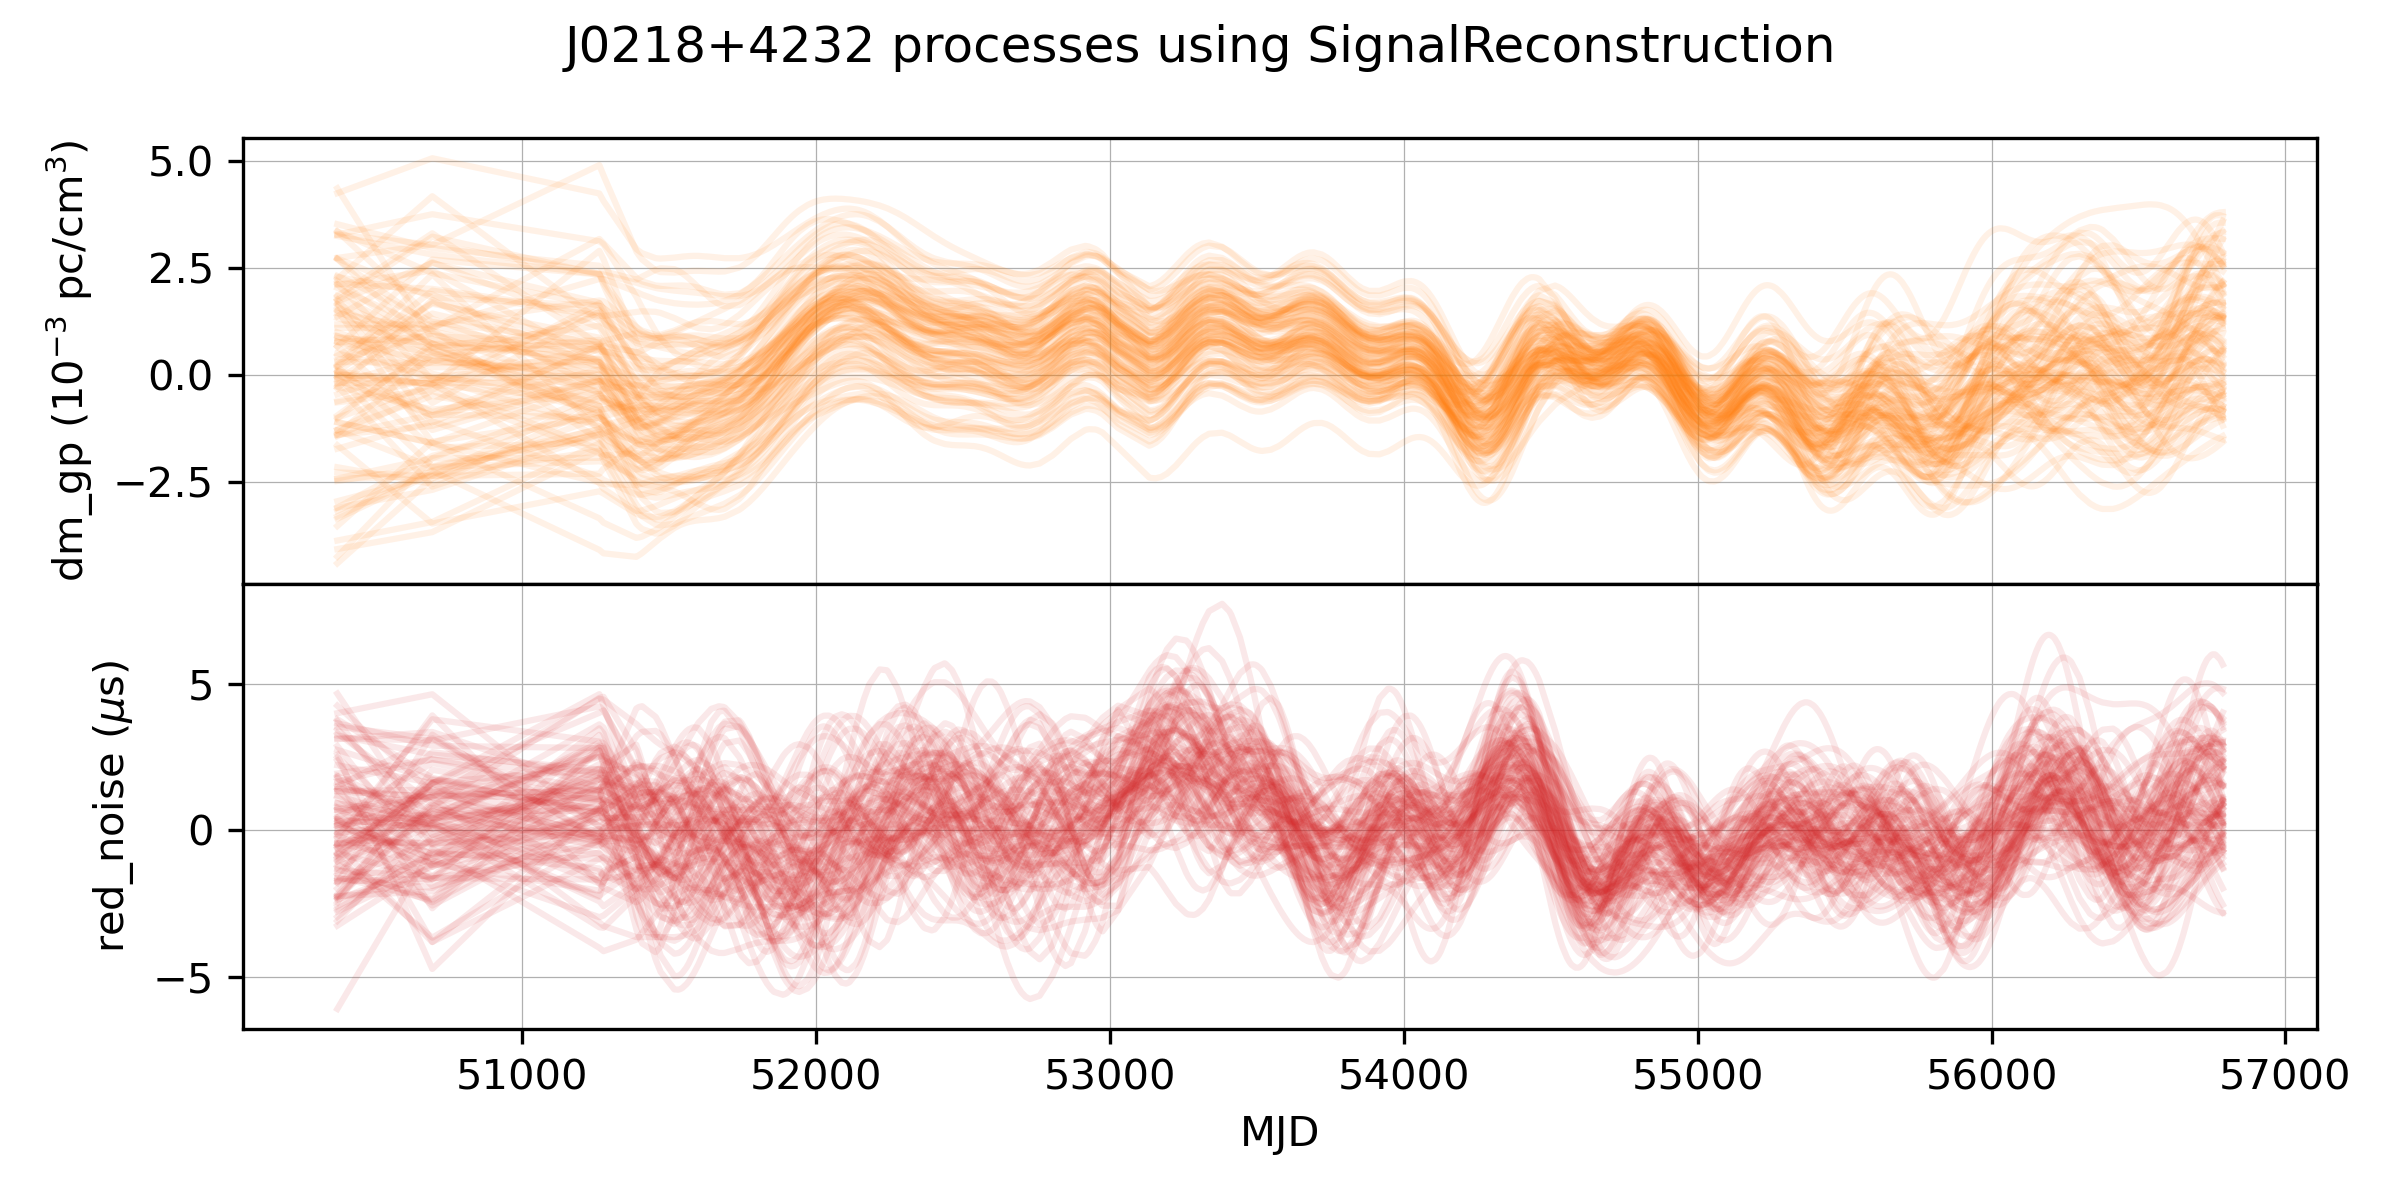 J0218+4232 processes using SignalReconstruction
dm_gp (10⁻³ pc/cm³)
5.0
2.5
0.0
−2.5
red_noise (μs)
5
0
−5
51000 52000 53000 54000 55000 56000 57000
MJD